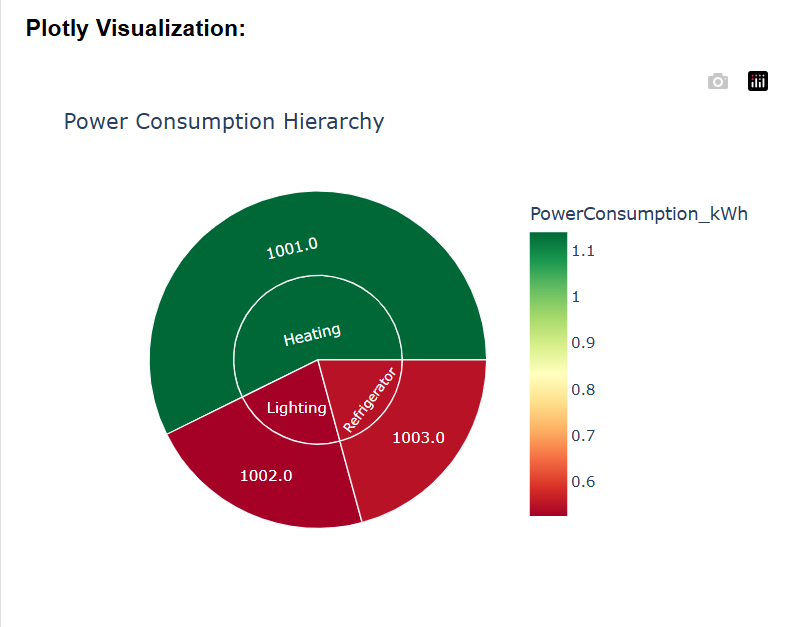 Plotly Visualization:
Power Consumption Hierarchy
PowerConsumption_kWh
1001.0
Heating
Lighting
Refrigerator
1002.0
1003.0
1.1
1
0.9
0.8
0.7
0.6